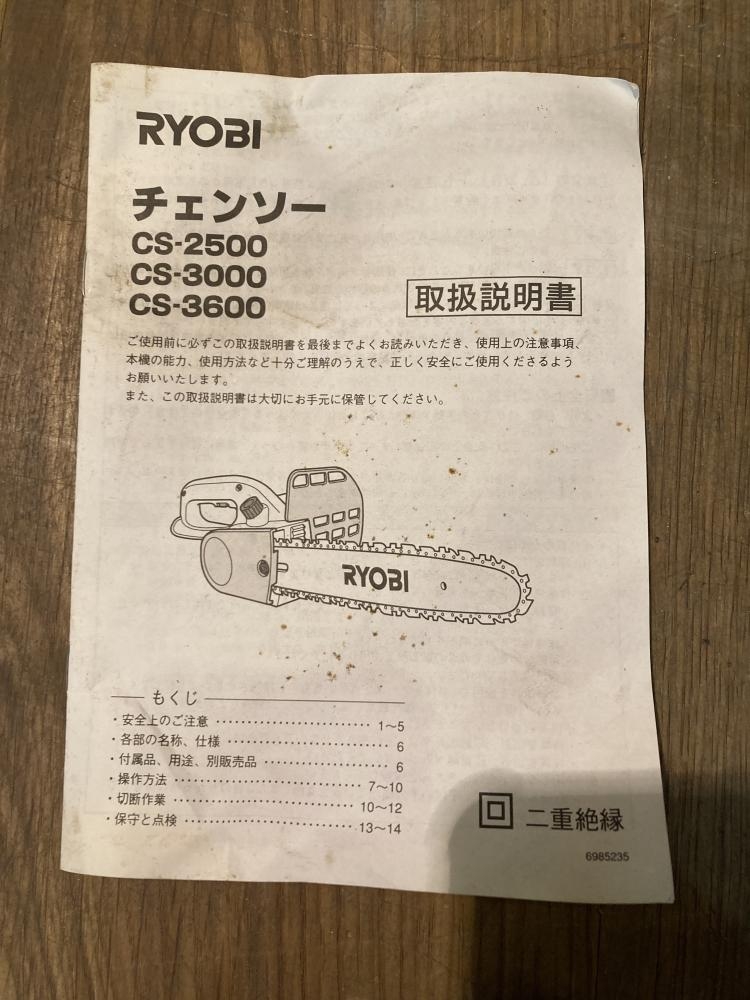 RYOBI
チェンソー
CS-2500
CS-3000
CS-3600
取扱説明書
ご使用前に必ずこの取扱説明書を最後までよくお読みいただき、使用上の注意事項、
本機の能力、使用方法など十分ご理解のうえで、正しく安全にご使用くださるよう
お願いいたします。
また、この取扱説明書は大切にお手元に保管してください。
RYOBI
もくじ
・安全上のご注意 ……………………… 1〜5
・各部の名称、仕様 ……………………… 6
・付属品、用途、別販売品 ……………… 6
・操作方法 ……………………… 7〜10
・切断作業 ……………………… 10〜12
・保守と点検 ……………………… 13〜14
二重絶縁
6985235